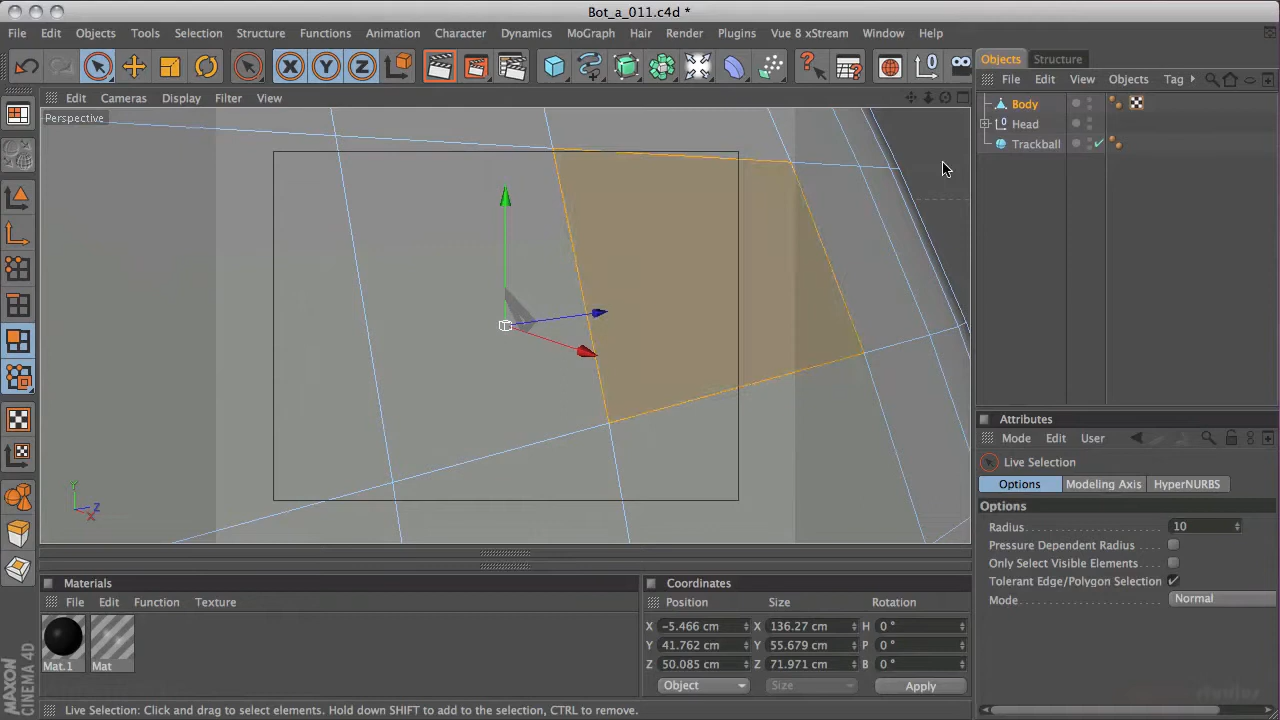 Bot_a_011.c4d *
File Edit Objects Tools Selection Structure Functions Animation Character Dynamics MoGraph Hair Render Plugins Vue 8 xStream Window Help
Objects Structure
File Edit View Objects Tag
Edit Cameras Display Filter View
Perspective
Body
Head
Trackball
Y
Z
X
Attributes
Mode Edit User
Live Selection
Options Modeling Axis HyperNURBS
Options
Radius 10
Pressure Dependent Radius
Only Select Visible Elements
Tolerant Edge/Polygon Selection
Mode Normal
Materials
File Edit Function Texture
Mat.1 Mat
Coordinates
Position Size Rotation
X -5.466 cm X 136.27 cm H 0 °
Y 41.762 cm Y 55.679 cm P 0 °
Z 50.085 cm Z 71.971 cm B 0 °
Object Size Apply
MAXON
CINEMA 4D
Live Selection: Click and drag to select elements. Hold down SHIFT to add to the selection, CTRL to remove.